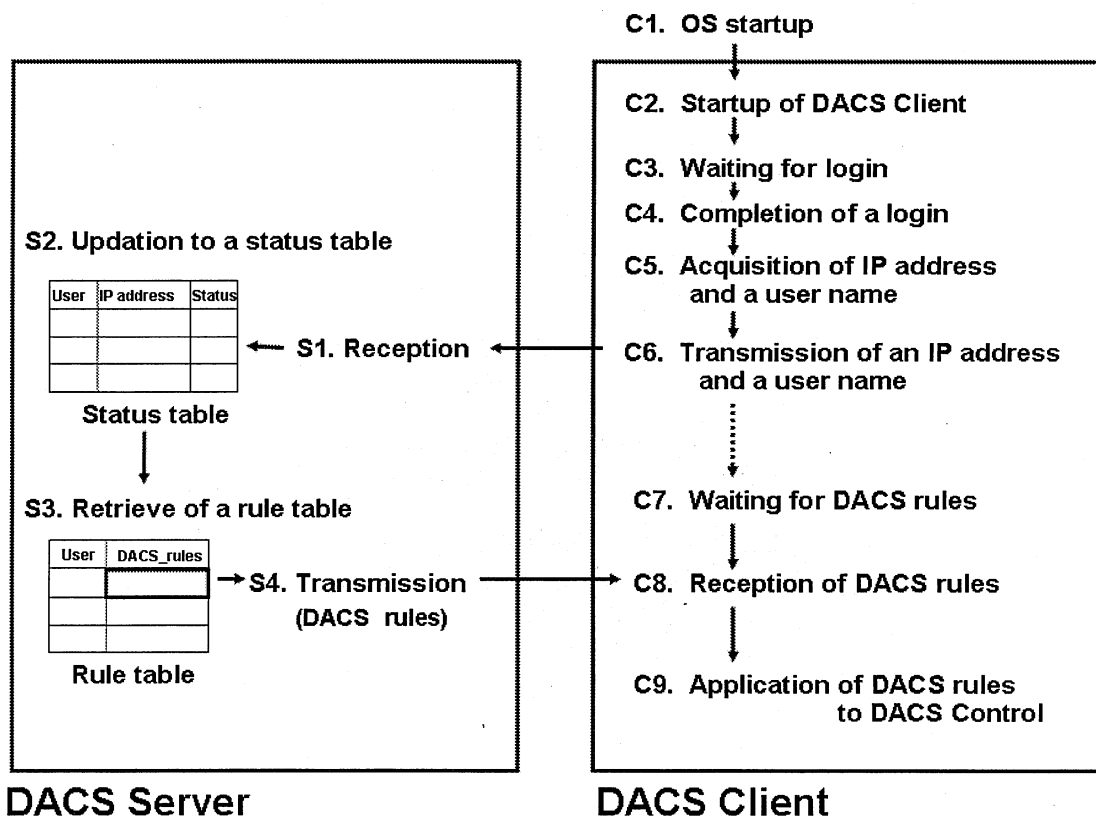 C1. OS startup
C2. Startup of DACS Client
C3. Waiting for login
C4. Completion of a login
S2. Updation to a status table
C5. Acquisition of IP address
and a user name
User IP address Status
S1. Reception
C6. Transmission of an IP address
and a user name
Status table
S3. Retrieve of a rule table
C7. Waiting for DACS rules
User DACS_rules
S4. Transmission
(DACS rules)
C8. Reception of DACS rules
Rule table
C9. Application of DACS rules
to DACS Control
DACS Server
DACS Client